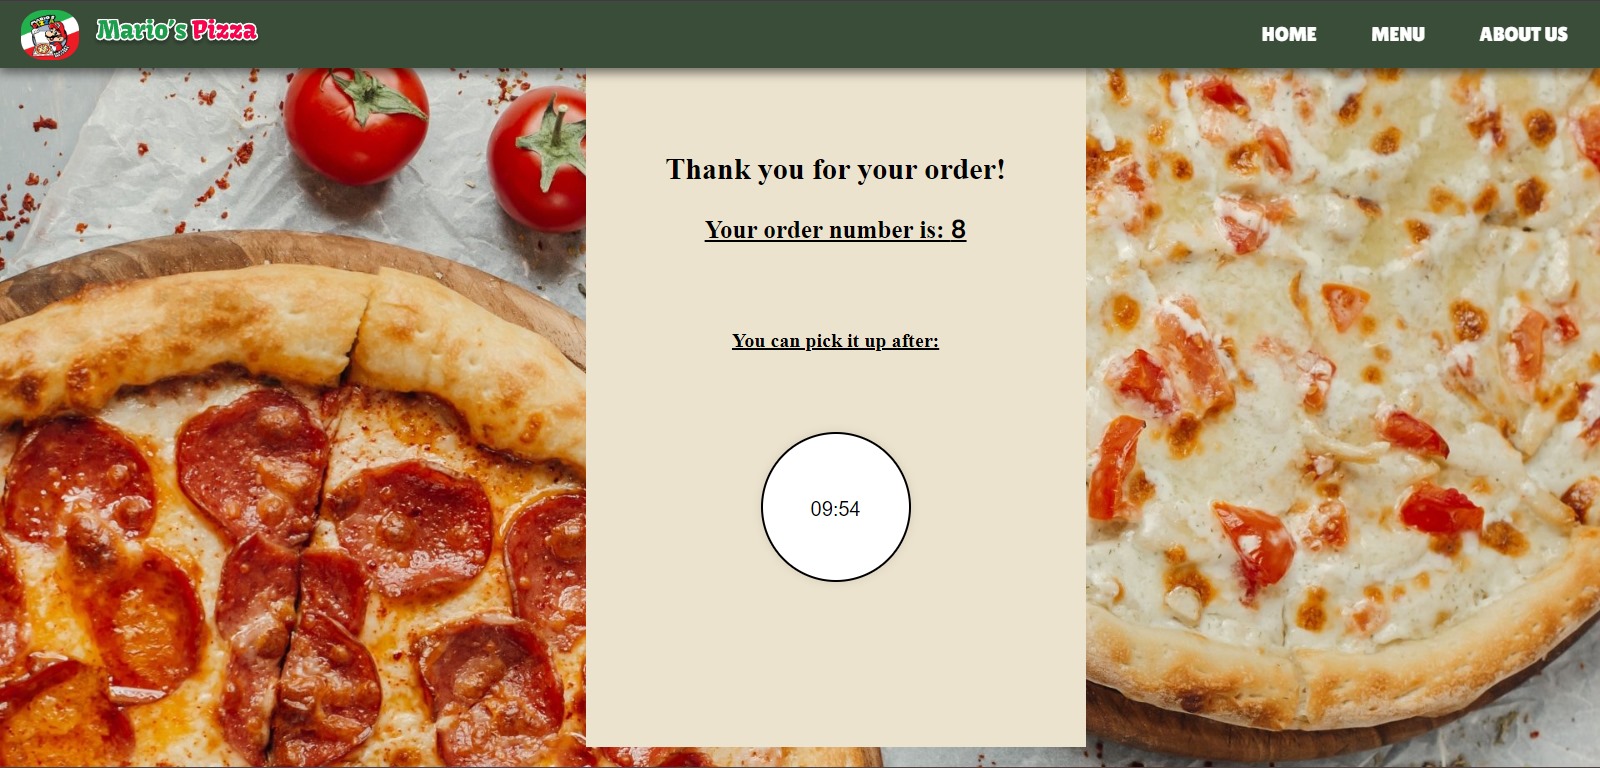 Mario's Pizza
HOME MENU ABOUT US
Thank you for your order!
Your order number is: 8
You can pick it up after:
09:54